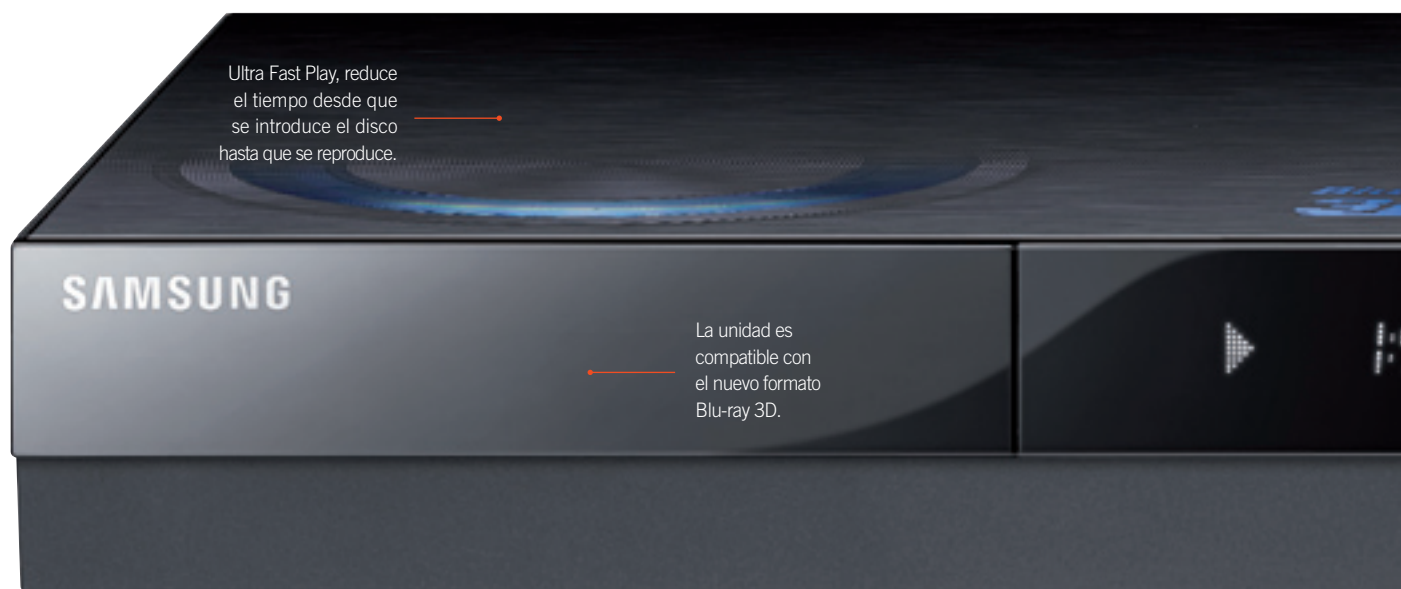 Ultra Fast Play, reduce
el tiempo desde que
se introduce el disco
hasta que se reproduce.
SAMSUNG
La unidad es
compatible con
el nuevo formato
Blu-ray 3D.